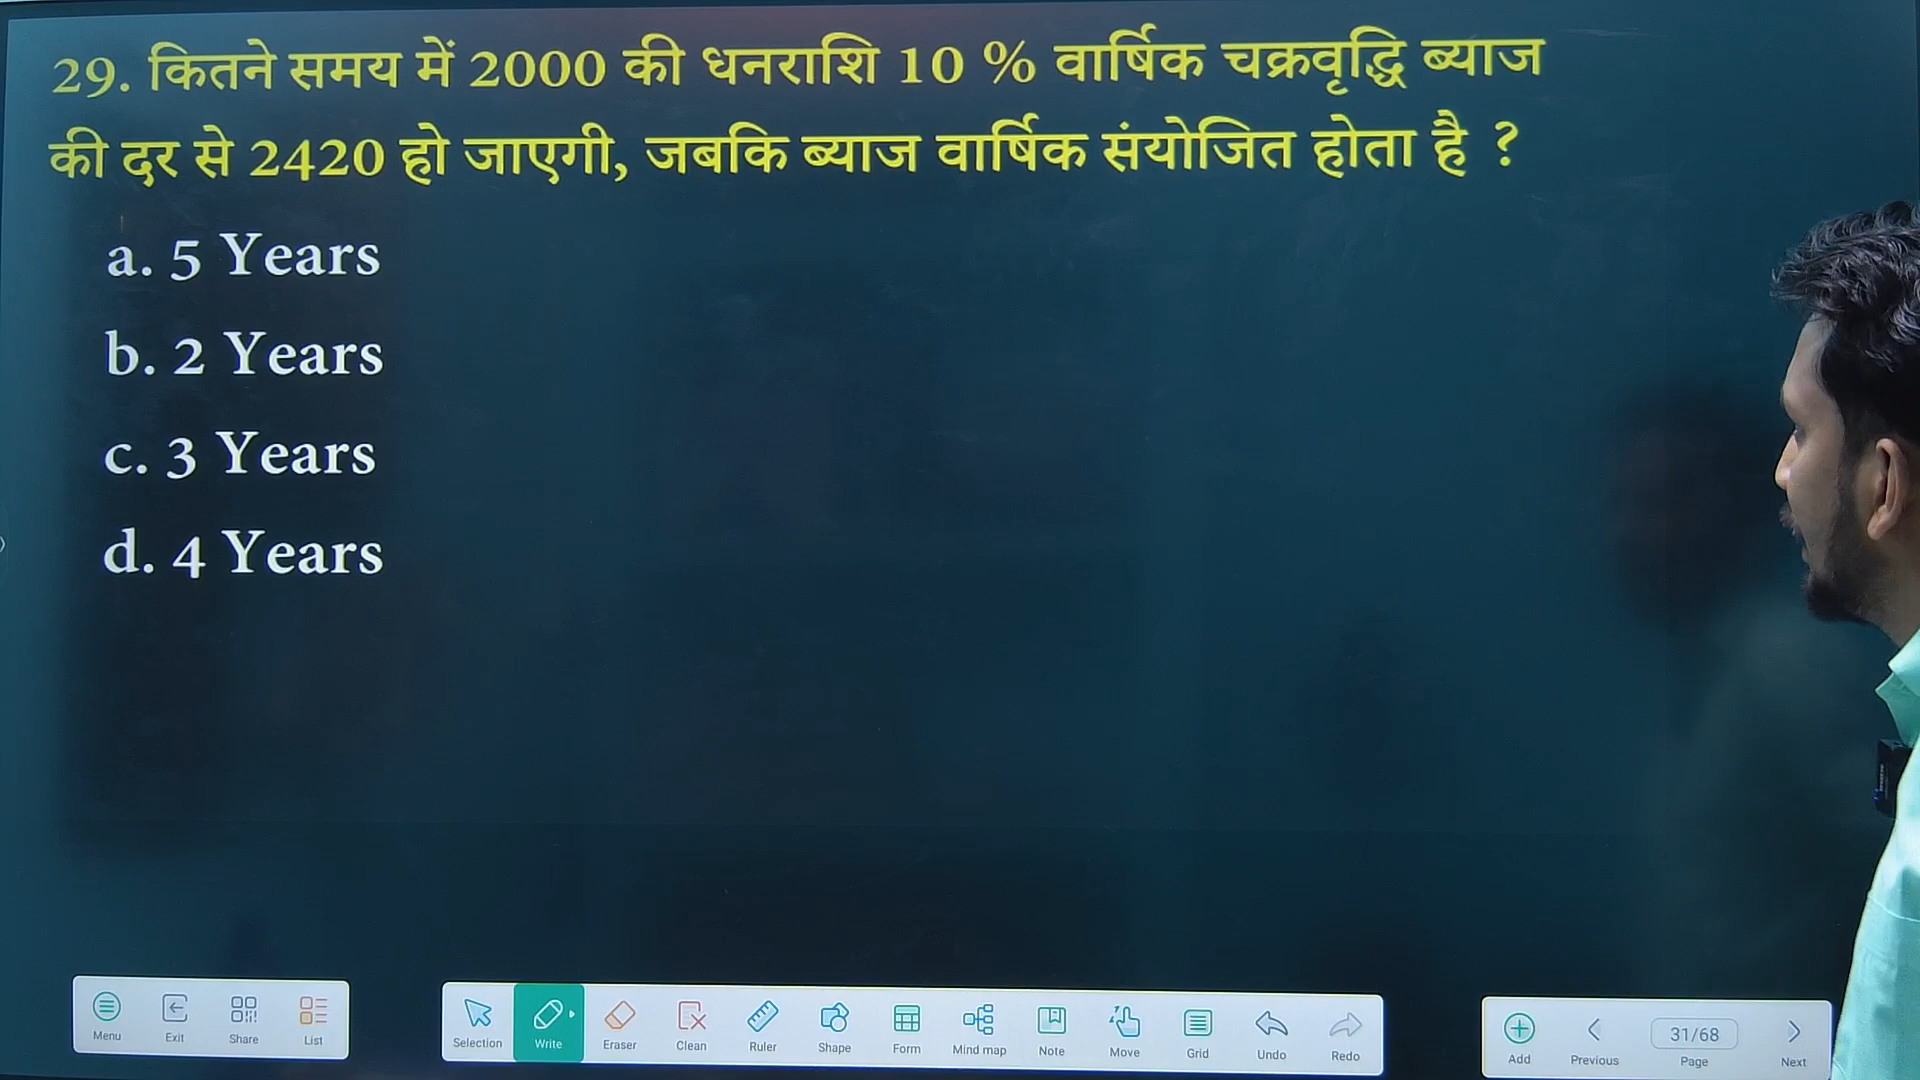 29. कितने समय में 2000 की धनराशि 10 % वार्षिक चक्रवृद्धि ब्याज
की दर से 2420 हो जाएगी, जबकि ब्याज वार्षिक संयोजित होता है ?
a. 5 Years
b. 2 Years
c. 3 Years
d. 4 Years
Menu Exit Share List
Selection Write Eraser Clean Ruler Shape Form Mind map Note Move Grid Undo Redo
Add Previous 31/68 Page Next